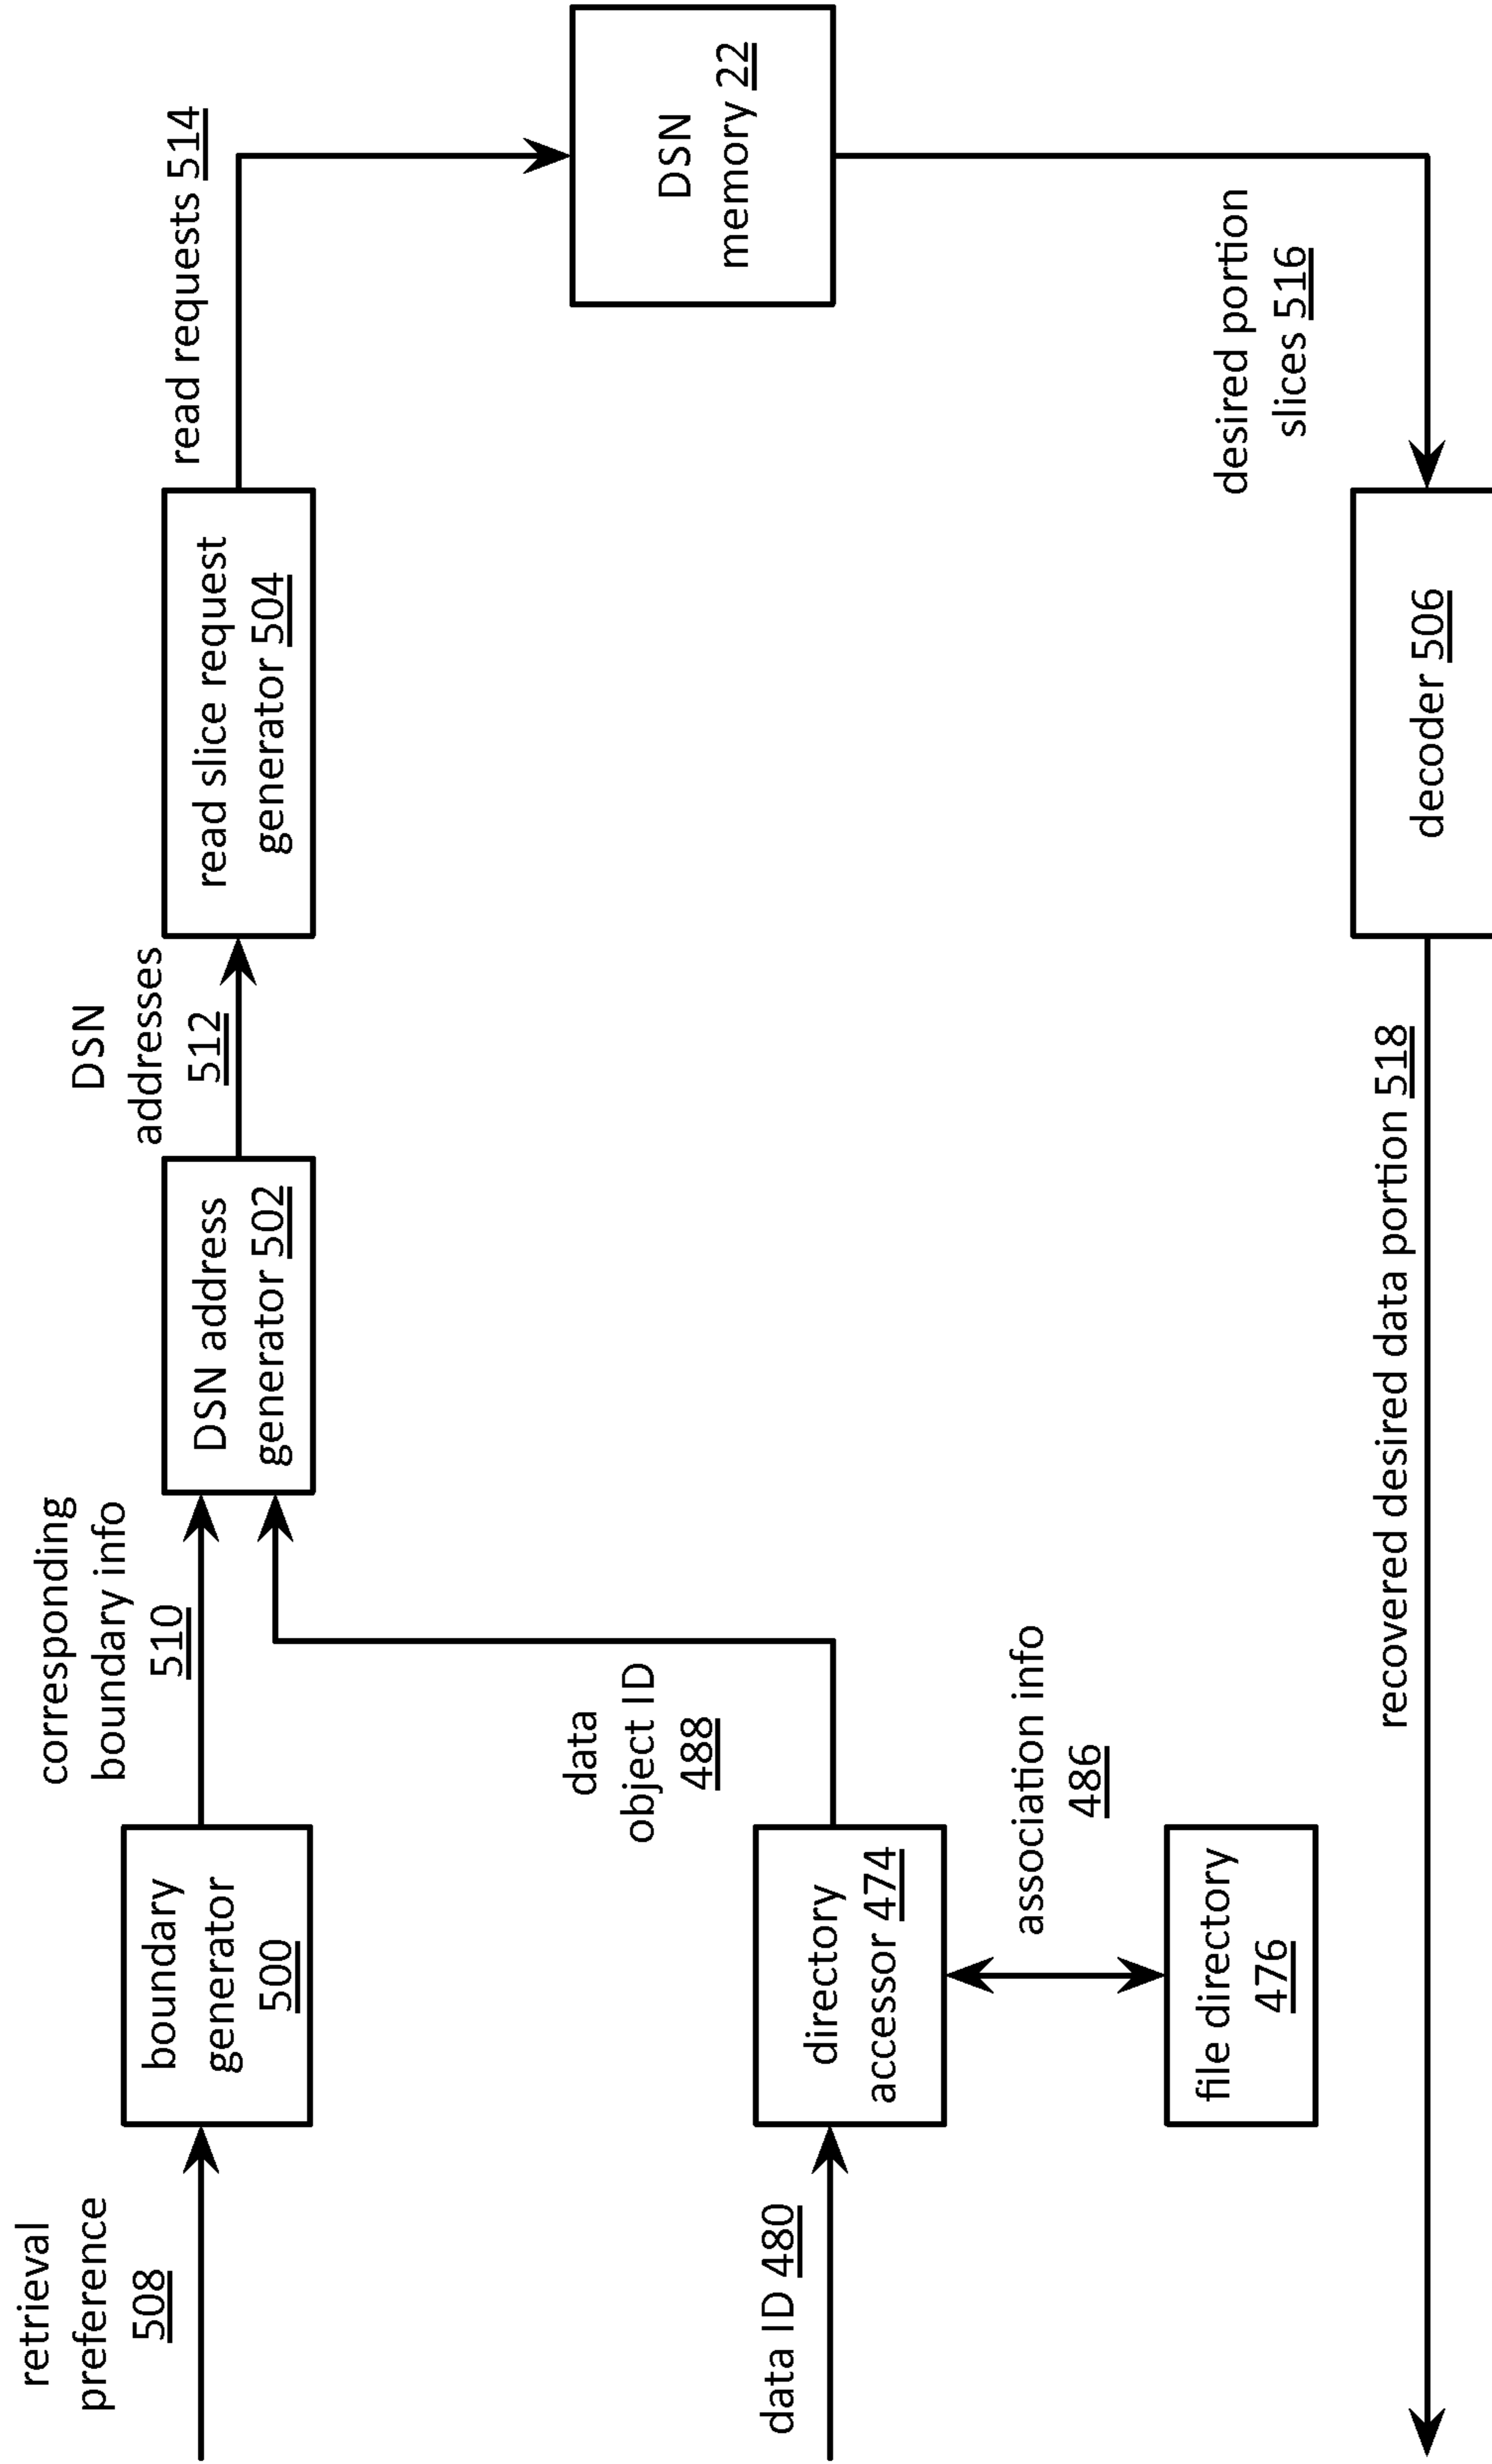 retrieval
preference
508
boundary
generator
500
corresponding
boundary info
510
DSN address
generator 502
DSN
addresses
512
read slice request
generator 504
read requests 514
DSN
memory 22
data ID 480
directory
accessor 474
data
object ID
488
association info
486
file directory
476
desired portion
slices 516
decoder 506
recovered desired data portion 518